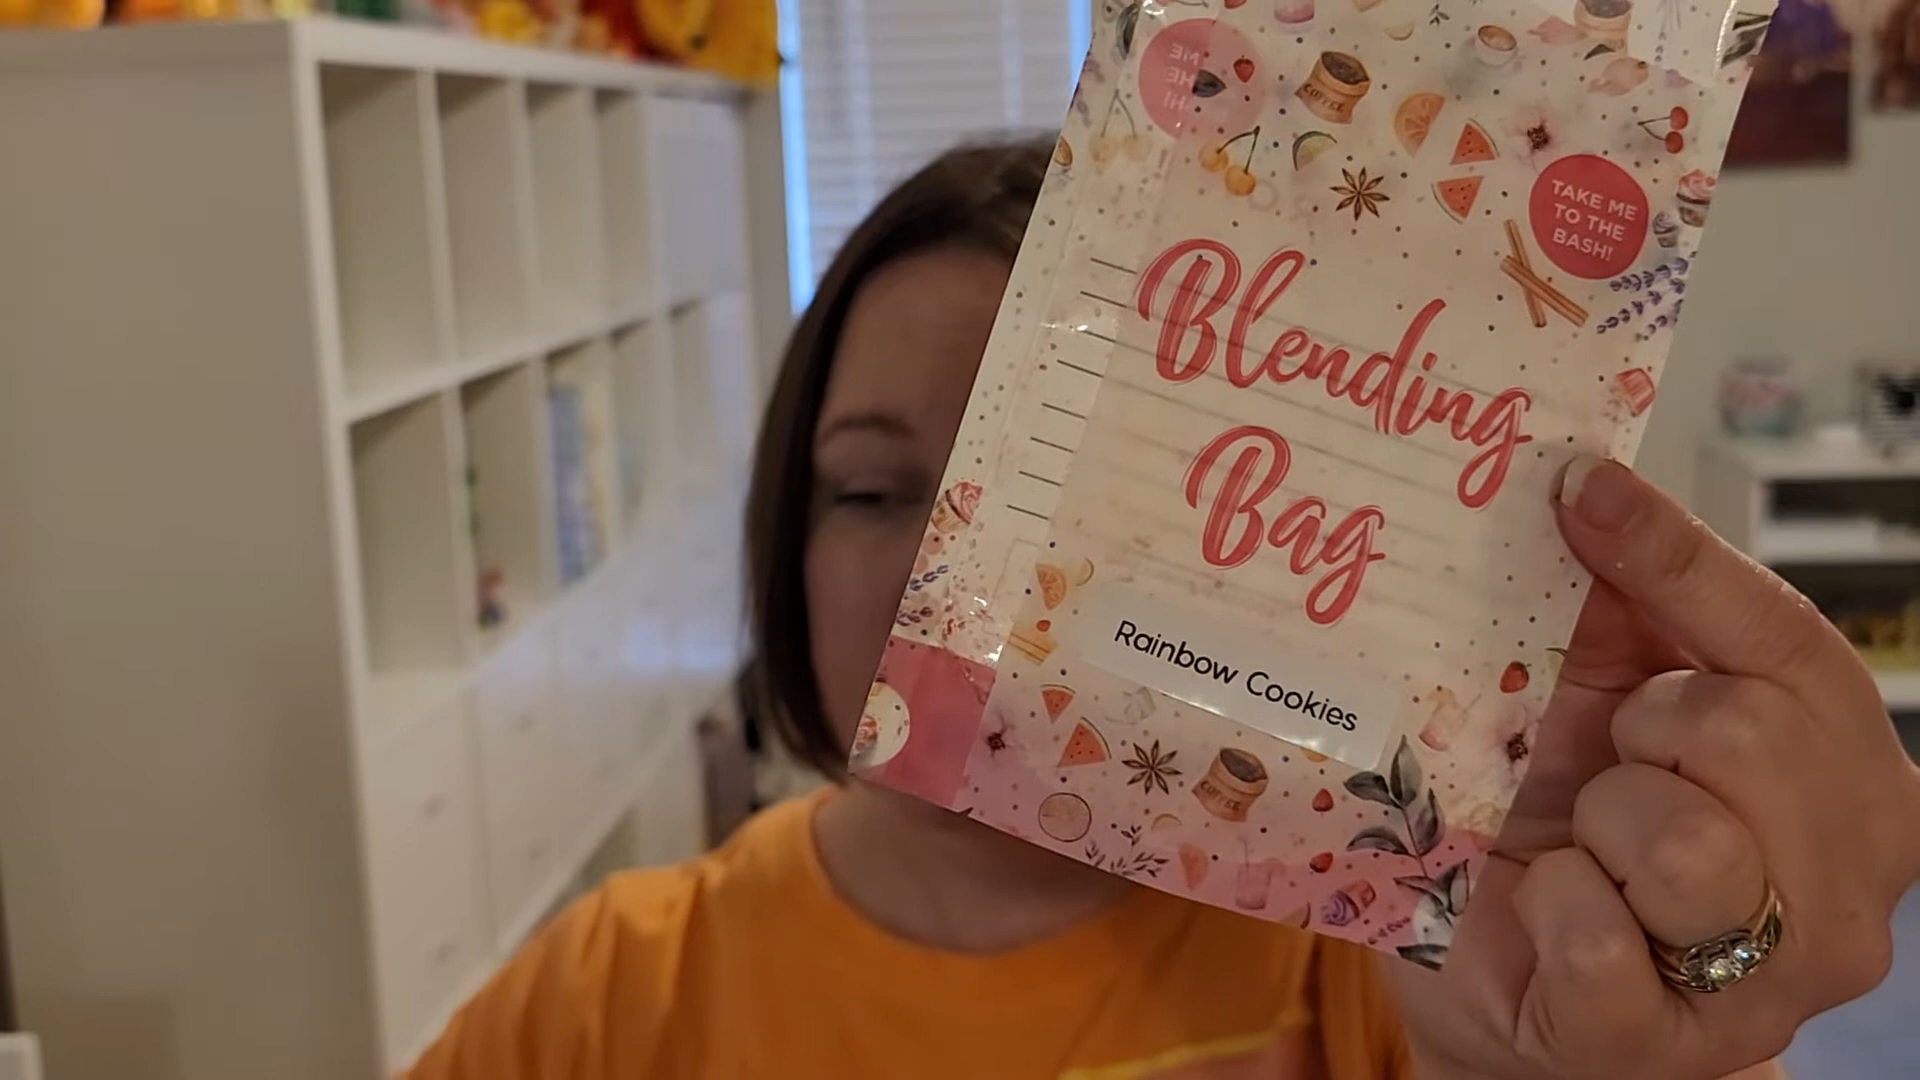 COFFEE
TAKE ME
TO THE
BASH!
Blending
Bag
Rainbow Cookies
COFFEE